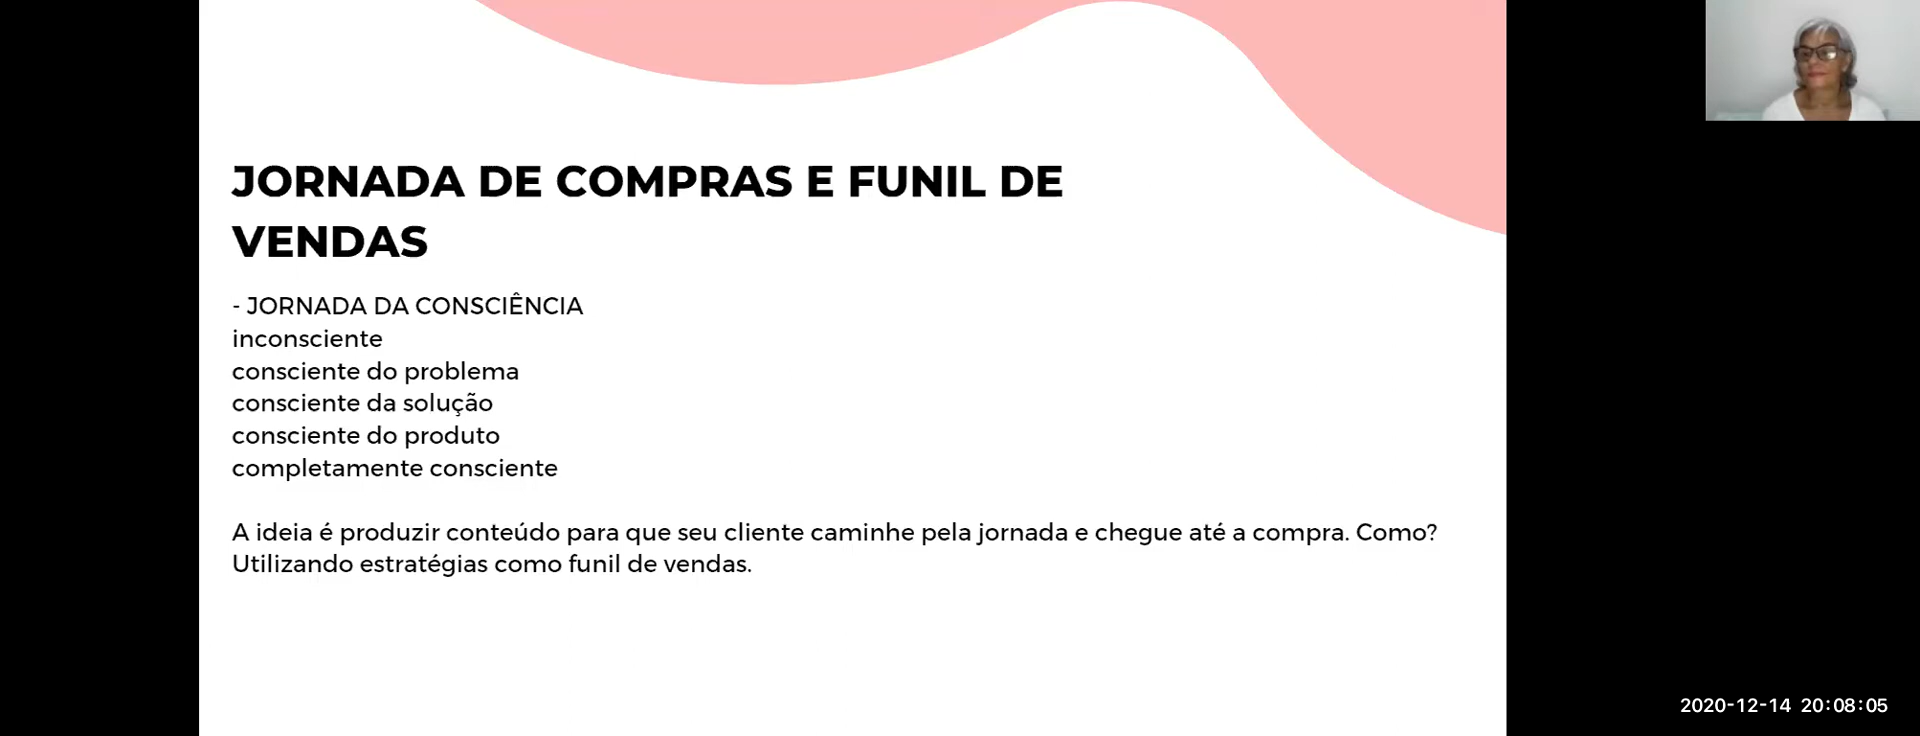 JORNADA DE COMPRAS E FUNIL DE
VENDAS
- JORNADA DA CONSCIÊNCIA
inconsciente
consciente do problema
consciente da solução
consciente do produto
completamente consciente
A ideia é produzir conteúdo para que seu cliente caminhe pela jornada e chegue até a compra. Como?
Utilizando estratégias como funil de vendas.
2020-12-14 20:08:05